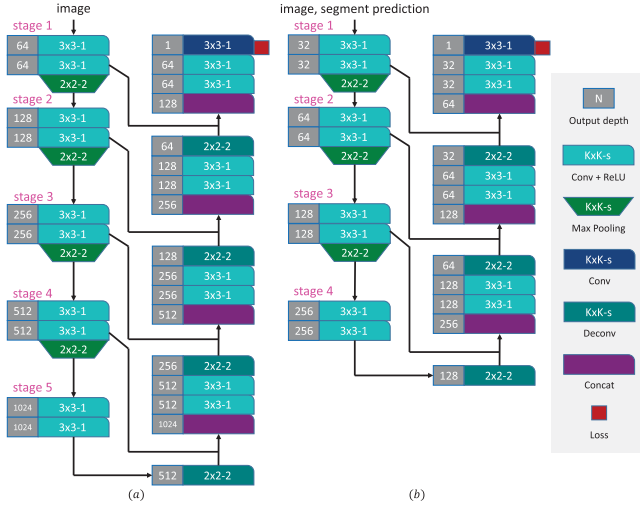 image
stage 1
64 3x3-1
64 3x3-1
2x2-2
stage 2
128 3x3-1
128 3x3-1
2x2-2
stage 3
256 3x3-1
256 3x3-1
2x2-2
stage 4
512 3x3-1
512 3x3-1
2x2-2
stage 5
1024 3x3-1
1024 3x3-1
1 3x3-1
64 3x3-1
64 3x3-1
128
64 2x2-2
128 3x3-1
128 3x3-1
256
128 2x2-2
256 3x3-1
256 3x3-1
512
256 2x2-2
512 3x3-1
512 3x3-1
1024
512 2x2-2
(a)
image, segment prediction
stage 1
32 3x3-1
32 3x3-1
2x2-2
stage 2
64 3x3-1
64 3x3-1
2x2-2
stage 3
128 3x3-1
128 3x3-1
2x2-2
stage 4
256 3x3-1
256 3x3-1
1 3x3-1
32 3x3-1
32 3x3-1
64
32 2x2-2
64 3x3-1
64 3x3-1
128
64 2x2-2
128 3x3-1
128 3x3-1
256
128 2x2-2
(b)
N
Output depth
KxK-s
Conv + ReLU
KxK-s
Max Pooling
KxK-s
Conv
KxK-s
Deconv
Concat
Loss